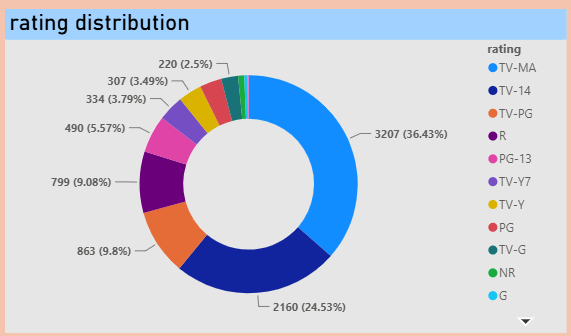 rating distribution
rating
TV-MA
TV-14
TV-PG
R
PG-13
TV-Y7
TV-Y
PG
TV-G
NR
G
220 (2.5%)
307 (3.49%)
334 (3.79%)
490 (5.57%)
799 (9.08%)
863 (9.8%)
3207 (36.43%)
2160 (24.53%)